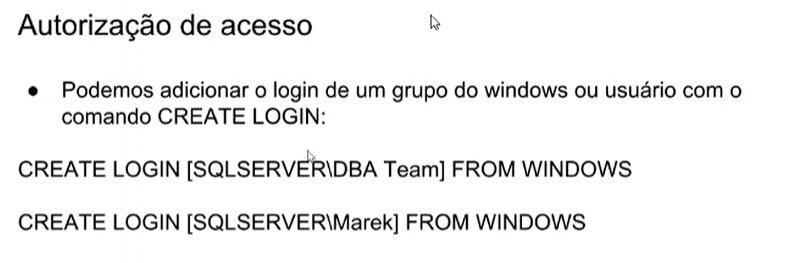 Autorização de acesso
● Podemos adicionar o login de um grupo do windows ou usuário com o
comando CREATE LOGIN:
CREATE LOGIN [SQLSERVER\DBA Team] FROM WINDOWS
CREATE LOGIN [SQLSERVER\Marek] FROM WINDOWS